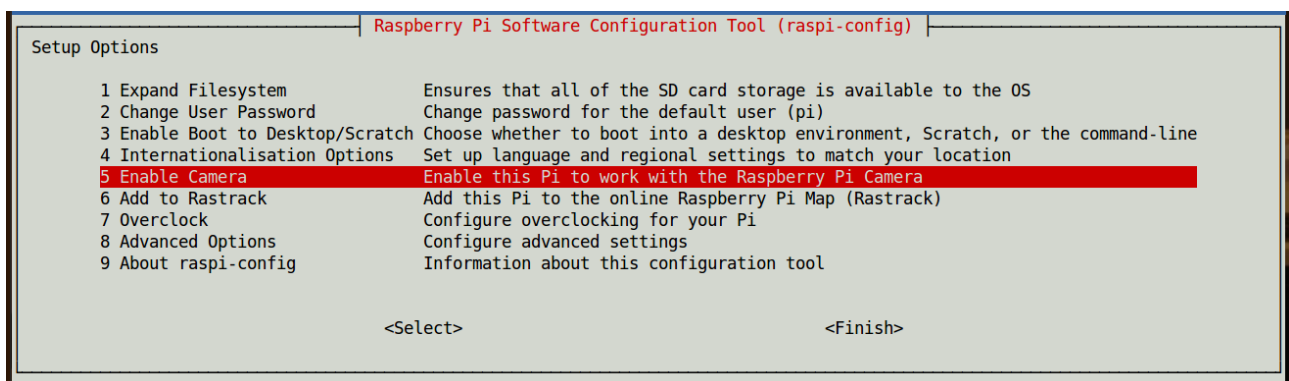 Raspberry Pi Software Configuration Tool (raspi-config)
Setup Options
1 Expand Filesystem Ensures that all of the SD card storage is available to the OS
2 Change User Password Change password for the default user (pi)
3 Enable Boot to Desktop/Scratch Choose whether to boot into a desktop environment, Scratch, or the command-line
4 Internationalisation Options Set up language and regional settings to match your location
5 Enable Camera Enable this Pi to work with the Raspberry Pi Camera
6 Add to Rastrack Add this Pi to the online Raspberry Pi Map (Rastrack)
7 Overclock Configure overclocking for your Pi
8 Advanced Options Configure advanced settings
9 About raspi-config Information about this configuration tool
<Select> <Finish>